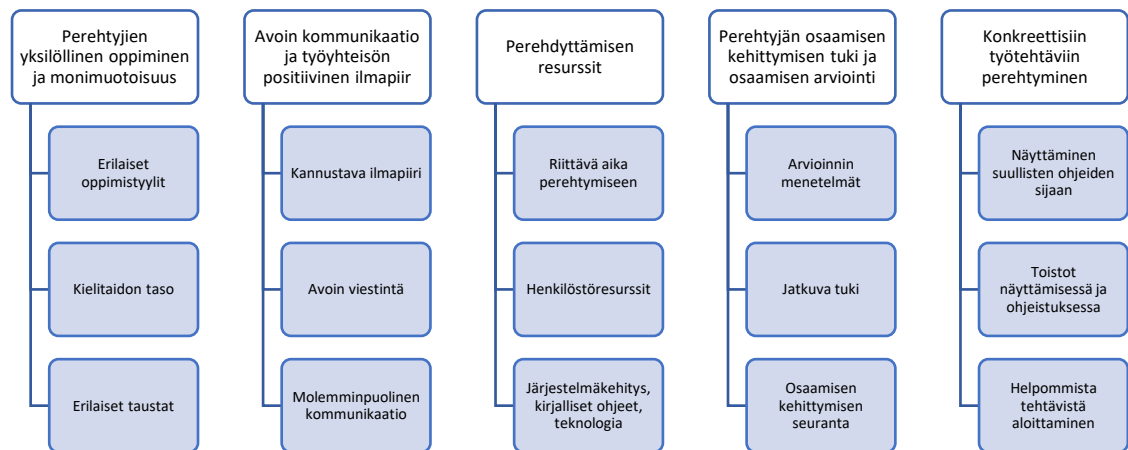 Perehtyjien
yksilöllinen oppiminen
ja monimuotoisuus
Erilaiset
oppimistyylit
Kielitaidon taso
Erilaiset taustat
Avoin kommunikaatio
ja työyhteisön
positiivinen ilmapiir
Kannustava ilmapiiri
Avoin viestintä
Molemminpuolinen
kommunikaatio
Perehdyttämisen
resurssit
Riittävä aika
perehtymiseen
Henkilöstöresurssit
Järjestelmäkehitys,
kirjalliset ohjeet,
teknologia
Perehtyjän osaamisen
kehittymisen tuki ja
osaamisen arviointi
Arvioinnin
menetelmät
Jatkuva tuki
Osaamisen
kehittymisen
seuranta
Konkreettisiin
työtehtäviin
perehtyminen
Näyttäminen
suullisten ohjeiden
sijaan
Toistot
näyttämisessä ja
ohjeistuksessa
Helpommista
tehtävistä
aloittaminen